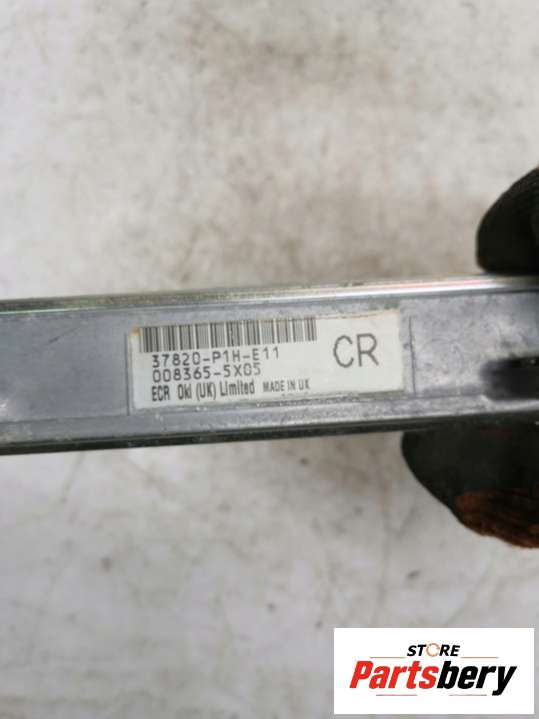 37820-P1H-E11
008365-5X05
ECR Oki (UK) Limited MADE IN UK
CR
STORE
Partsbery